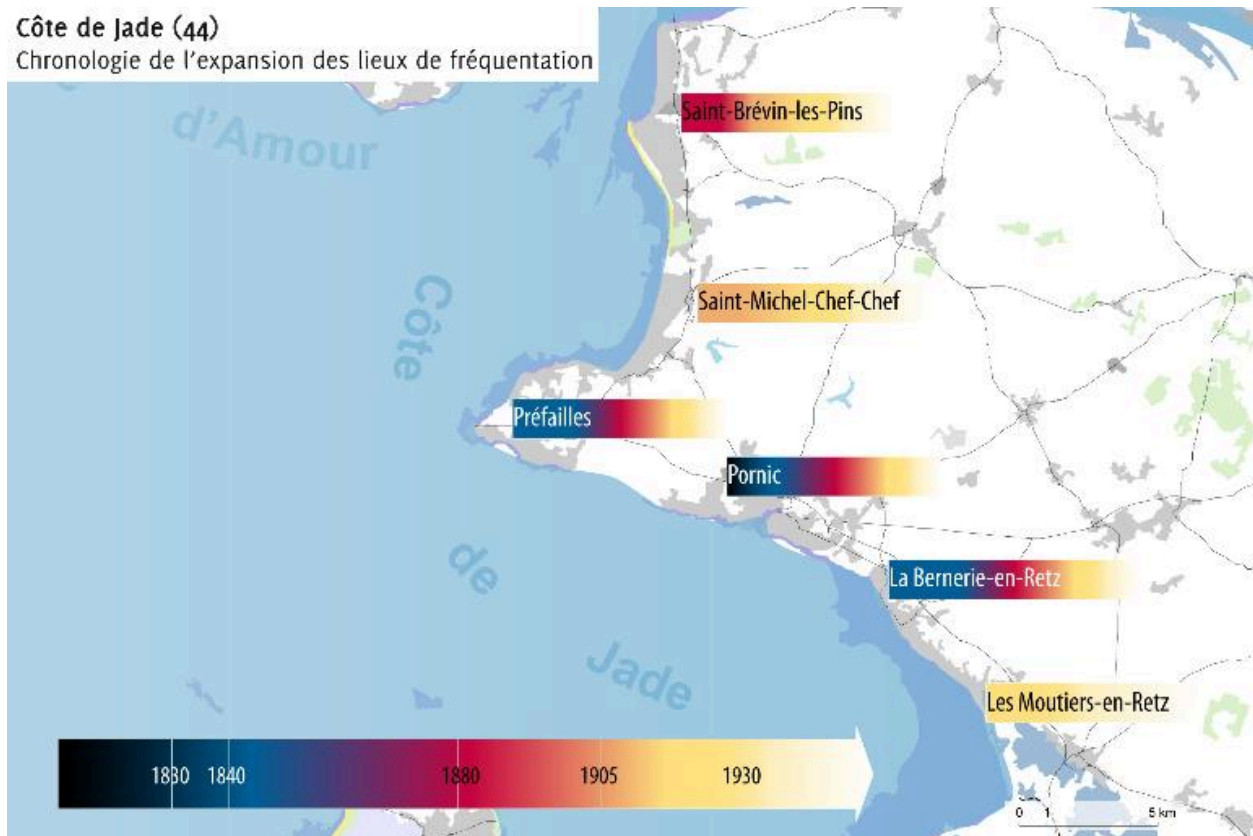 Côte de Jade (44)
Chronologie de l'expansion des lieux de fréquentation
d'Amour
Saint-Brévin-les-Pins
Côte
Saint-Michel-Chef-Chef
Préfailles
Pornic
de
La Bernerie-en-Retz
Jade
Les Moutiers-en-Retz
1830 1840 1880 1905 1930
0 1 5 km